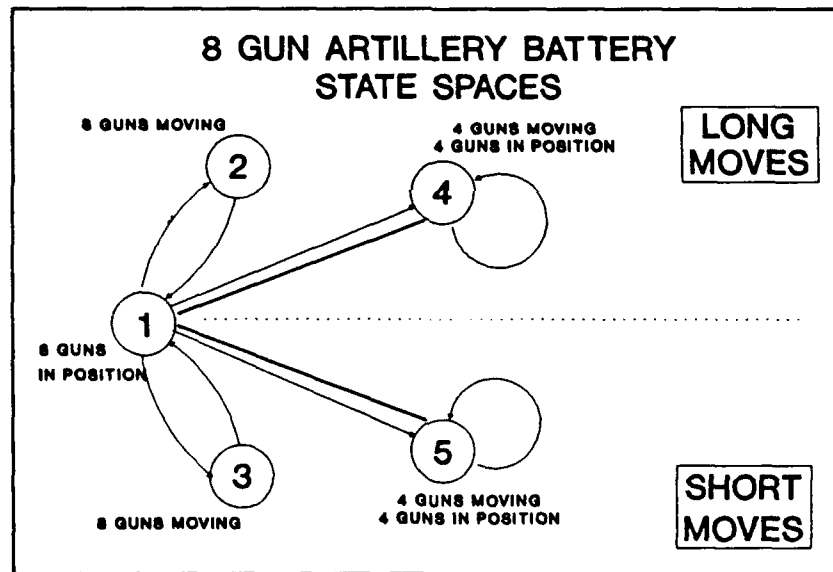 8 GUN ARTILLERY BATTERY
STATE SPACES
8 GUNS MOVING
2
4 GUNS MOVING
4 GUNS IN POSITION
4
LONG
MOVES
1
8 GUNS
IN POSITION
3
8 GUNS MOVING
5
4 GUNS MOVING
4 GUNS IN POSITION
SHORT
MOVES